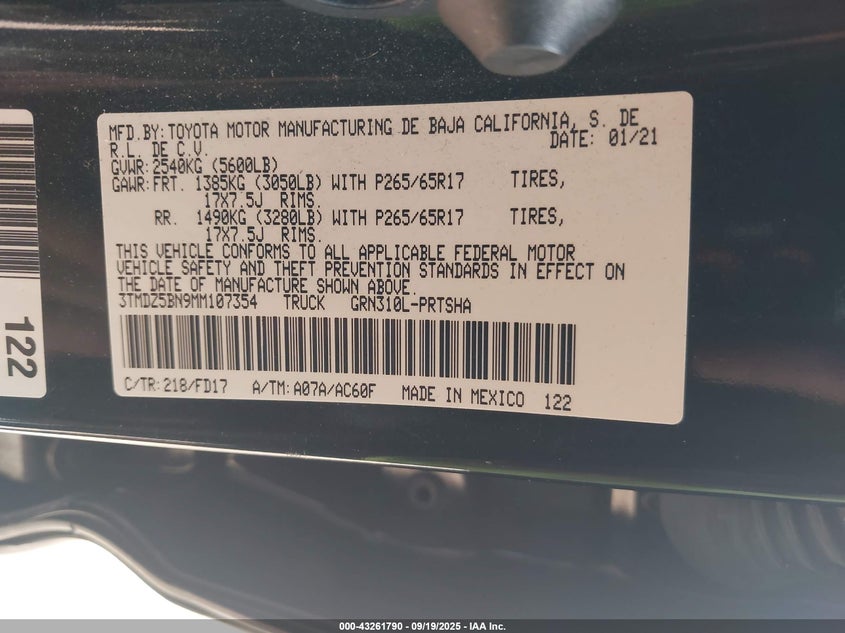 MFD.BY: TOYOTA MOTOR MANUFACTURING DE BAJA CALIFORNIA, S. DE
R.L. DE C.V. DATE: 01/21
GVWR: 2540KG (5600LB)
GAWR: FRT. 1385KG (3050LB) WITH P265/65R17 TIRES,
17X7.5J RIMS.
RR. 1490KG (3280LB) WITH P265/65R17 TIRES,
17X7.5J RIMS.
THIS VEHICLE CONFORMS TO ALL APPLICABLE FEDERAL MOTOR
VEHICLE SAFETY AND THEFT PREVENTION STANDARDS IN EFFECT ON
THE DATE OF MANUFACTURE SHOWN ABOVE.
3TMDZ5BN9MM107354 TRUCK GRN310L-PRTSHA
C/TR: 218/FD17 A/TM: A07A/AC60F MADE IN MEXICO 122
122
000-43261790 - 09/19/2025 - IAA Inc.